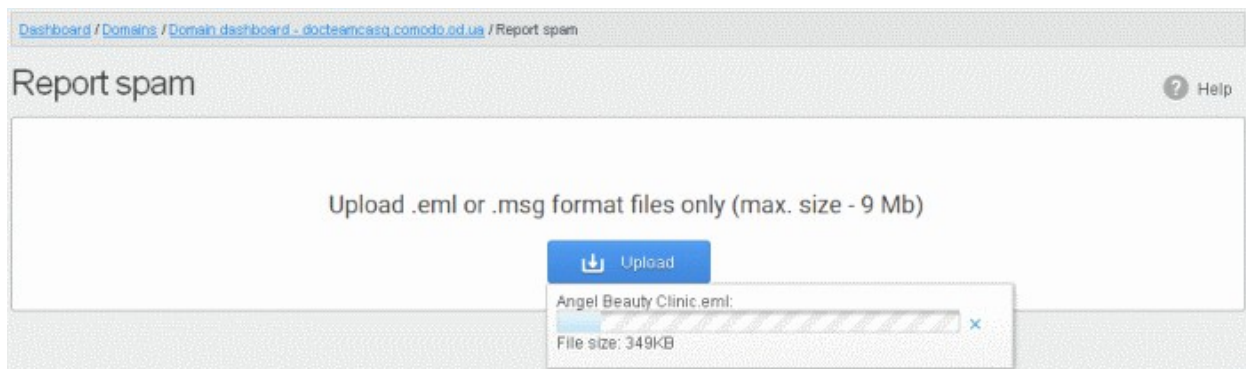 Dashboard / Domains / Domain dashboard - docteamcasq.comodo.od.ua / Report spam
Report spam
Help
Upload .eml or .msg format files only (max. size - 9 Mb)
Upload
Angel Beauty Clinic.eml:
File size: 349KB